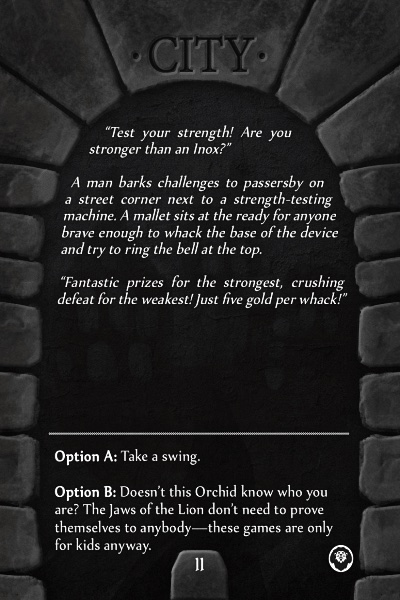 ·CITY·
"Test your strength! Are you
stronger than an Inox?"
A man barks challenges to passersby on
a street corner next to a strength-testing
machine. A mallet sits at the ready for anyone
brave enough to whack the base of the device
and try to ring the bell at the top.
"Fantastic prizes for the strongest, crushing
defeat for the weakest! Just five gold per whack!"
Option A: Take a swing.
Option B: Doesn't this Orchid know who you
are? The Jaws of the Lion don't need to prove
themselves to anybody—these games are only
for kids anyway.
11